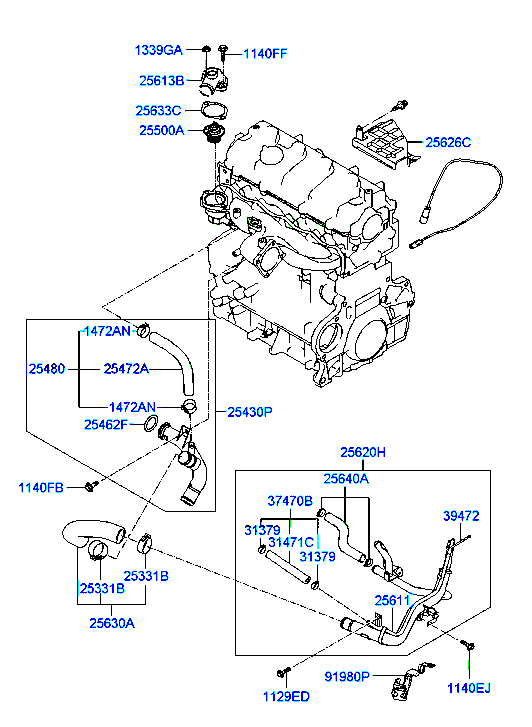 1339GA
1140FF
25613B
25633C
25500A
25626C
1472AN
25480
25472A
1472AN
25430P
25462F
25620H
25640A
1140FB
37470B
39472
31379
31471C
31379
25331B
25331B
25611
25630A
91980P
1129ED
1140EJ